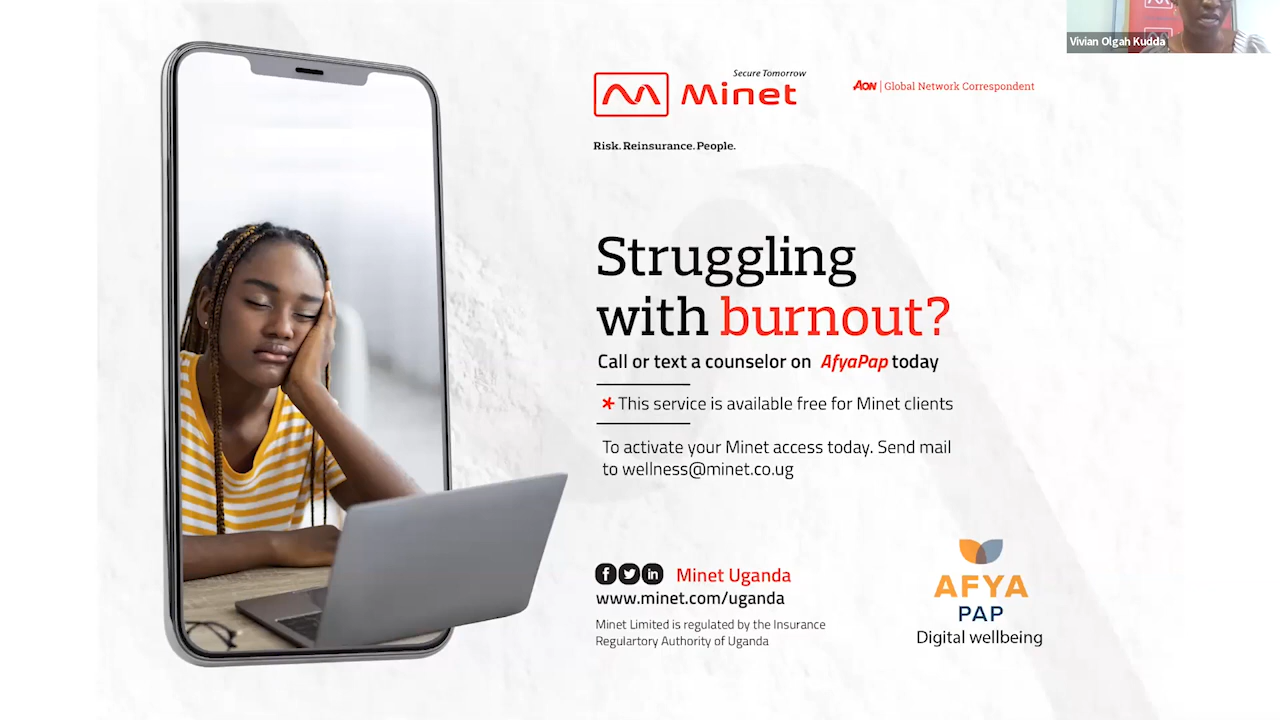 Vivian Olgah Kudda
Secure Tomorrow
Minet
AON | Global Network Correspondent
Risk. Reinsurance. People.
Struggling
with burnout?
Call or text a counselor on AfyaPap today
* This service is available free for Minet clients
To activate your Minet access today. Send mail
to wellness@minet.co.ug
Minet Uganda
www.minet.com/uganda
Minet Limited is regulated by the Insurance
Regulartory Authority of Uganda
AFYA
PAP
Digital wellbeing